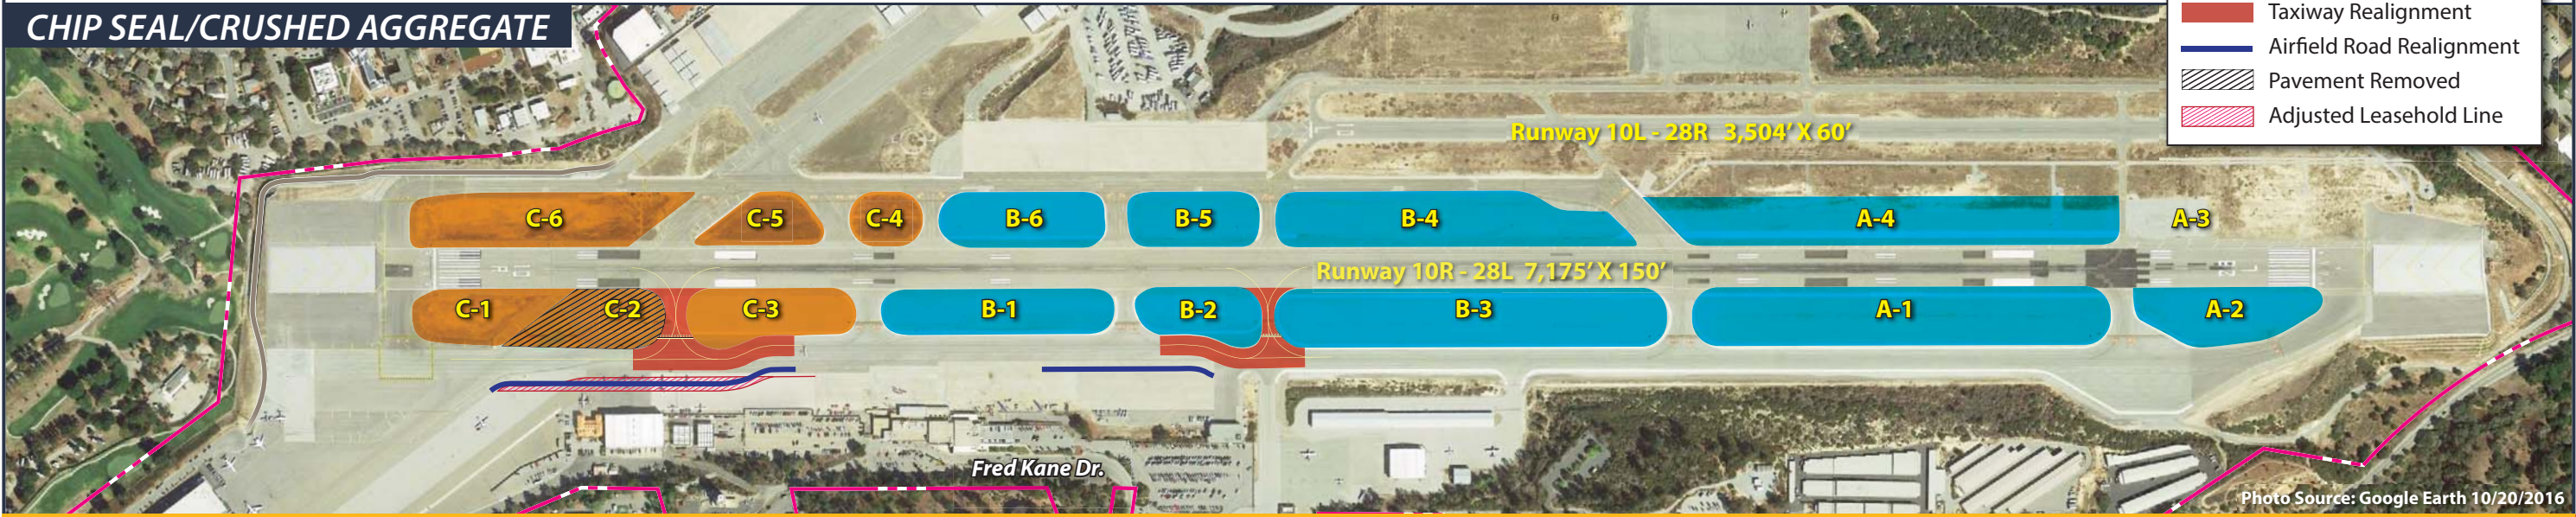 CHIP SEAL/CRUSHED AGGREGATE
Taxiway Realignment
Airfield Road Realignment
Pavement Removed
Adjusted Leasehold Line
Runway 10L - 28R 3,504' X 60'
C-6
C-5
C-4
B-6
B-5
B-4
A-4
A-3
Runway 10R - 28L 7,175' X 150'
C-1
C-2
C-3
B-1
B-2
B-3
A-1
A-2
Fred Kane Dr.
Photo Source: Google Earth 10/20/2016